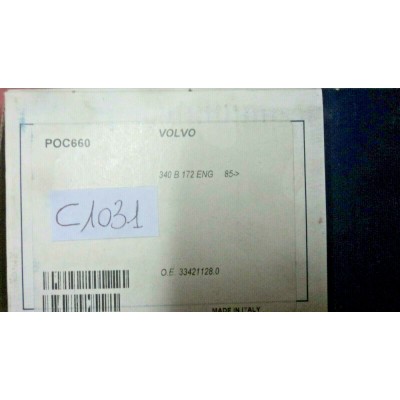 POC660
VOLVO
340 B.172 ENG 85->
C1031
O.E. 33421128.0
MADE IN ITALY